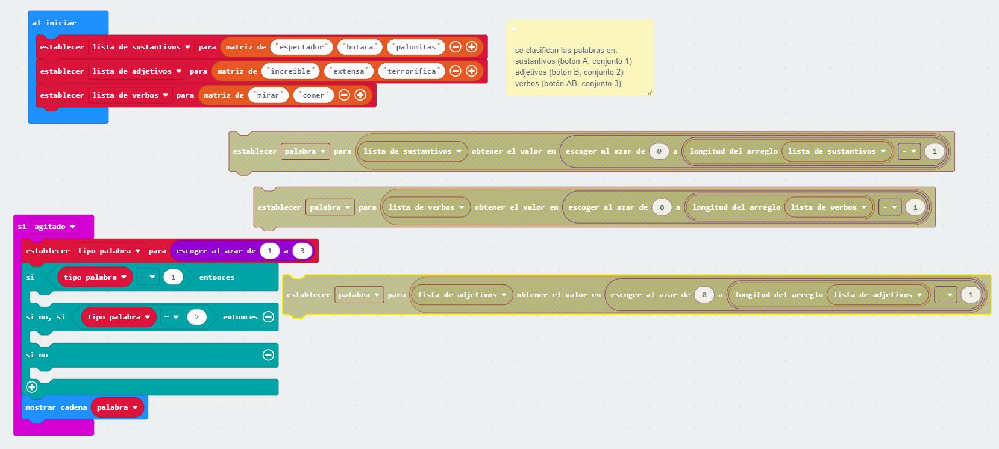 al iniciar
establecer lista de sustantivos para matriz de "espectador" "butaca" "palomitas"
establecer lista de adjetivos para matriz de "increible" "extensa" "terrorifica"
establecer lista de verbos para matriz de "mirar" "comer"
se clasifican las palabras en:
sustantivos (botón A, conjunto 1)
adjetivos (botón B, conjunto 2)
verbos (botón AB, conjunto 3)
establecer palabra para lista de sustantivos obtener el valor en escoger al azar de 0 a longitud del arreglo lista de sustantivos - 1
establecer palabra para lista de verbos obtener el valor en escoger al azar de 0 a longitud del arreglo lista de verbos - 1
si agitado
establecer tipo palabra para escoger al azar de 1 a 3
si tipo palabra = 1 entonces
establecer palabra para lista de adjetivos obtener el valor en escoger al azar de 0 a longitud del arreglo lista de adjetivos - 1
si no, si tipo palabra = 2 entonces
si no
mostrar cadena palabra